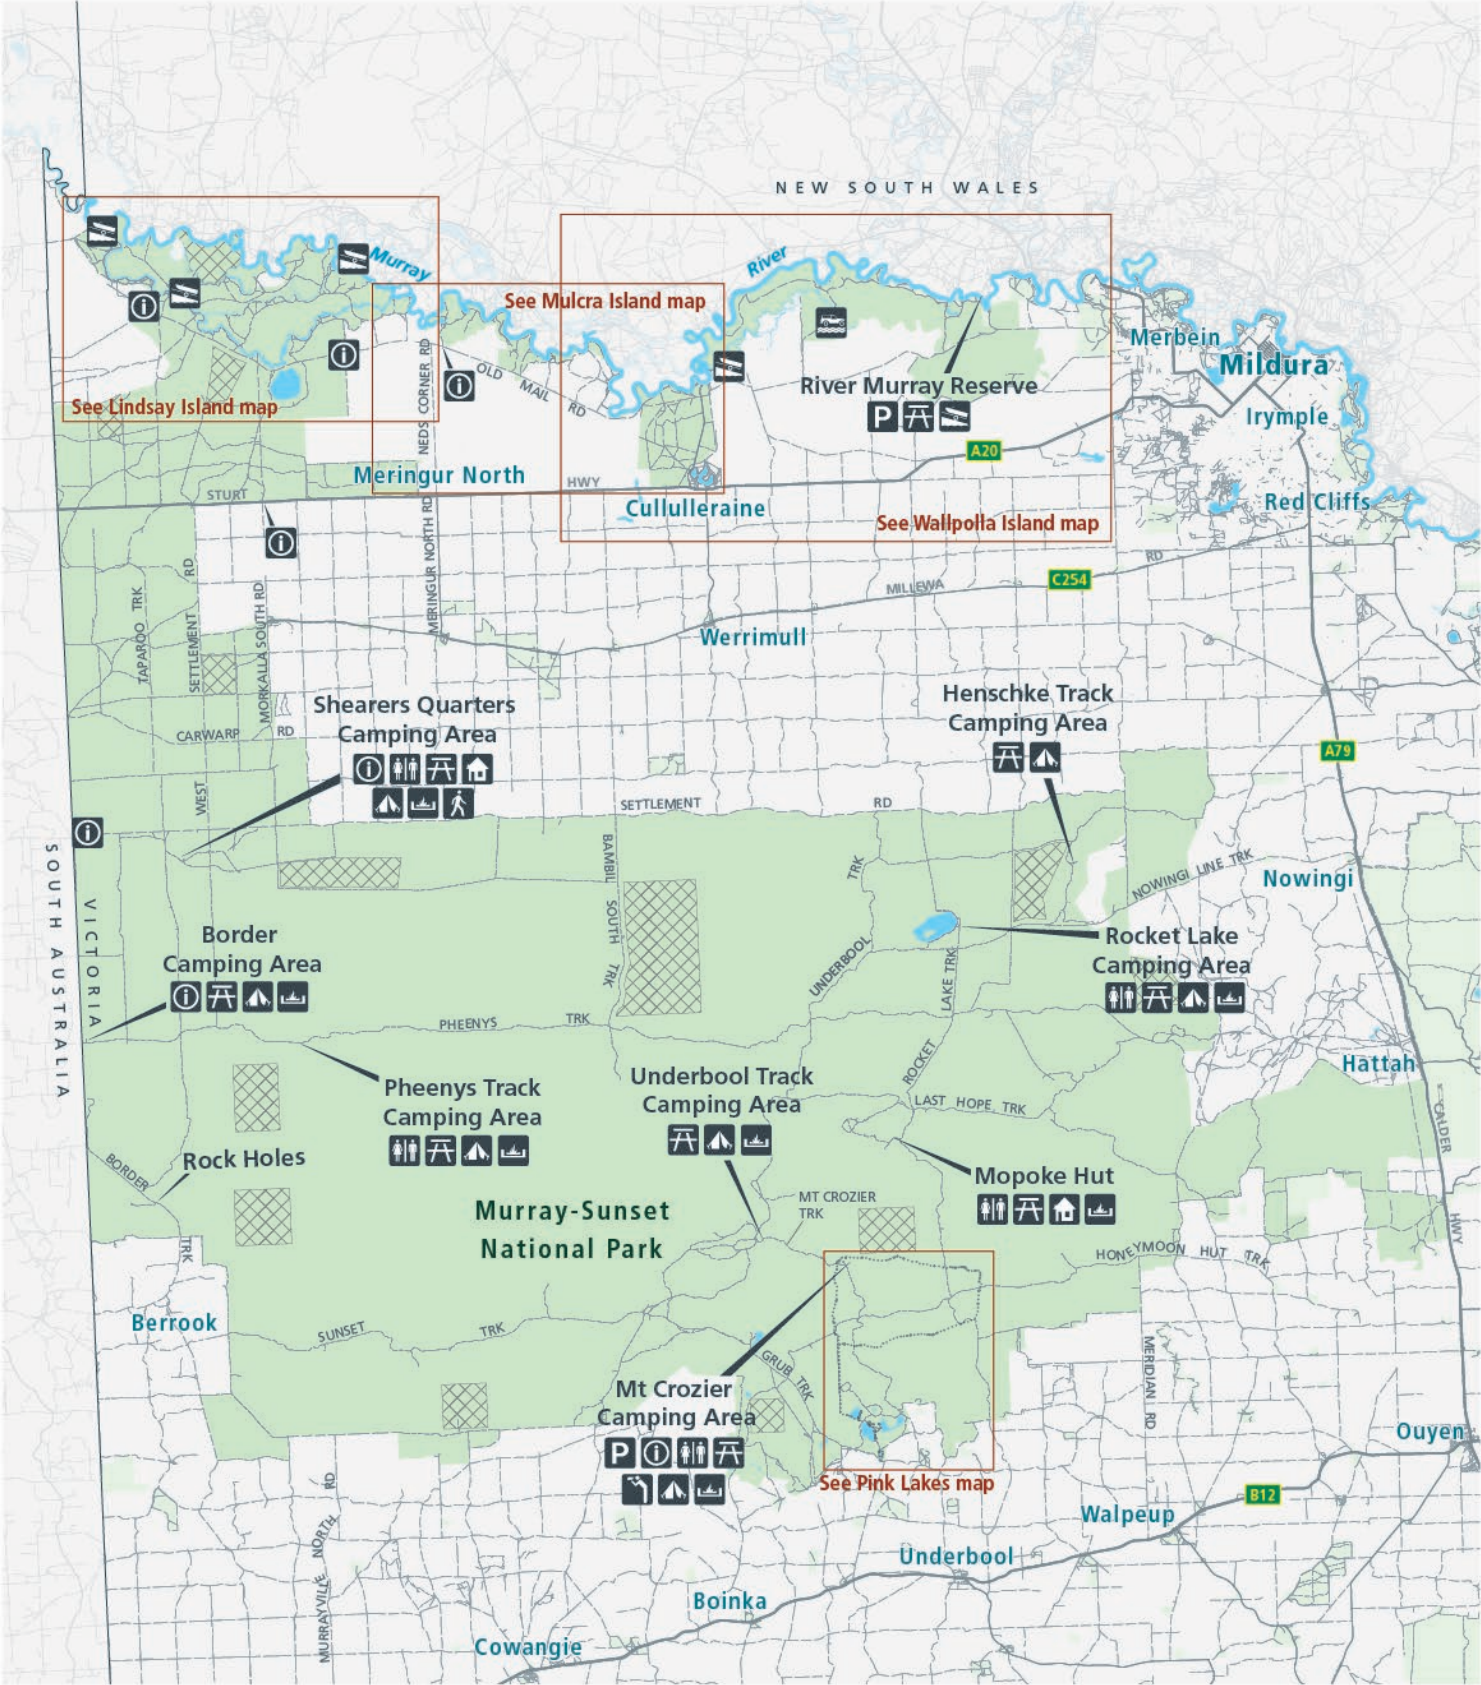 NEW SOUTH WALES
Murray
River
See Mulcra Island map
Merbein
Mildura
River Murray Reserve
P
OLD MAIL RD
NEDS CORNER RD
See Lindsay Island map
Irymple
A20
Meringur North
STURT
HWY
Cullulleraine
Red Cliffs
See Wallpolla Island map
MERINGUR NORTH RD
RD
C254
MILLEWA
TAPAROO TRK
SETTLEMENT
RD
MORKALLA SOUTH RD
Werrimull
Shearers Quarters
Camping Area
Henschke Track
Camping Area
CARWARP RD
A79
WEST
SETTLEMENT RD
SOUTH AUSTRALIA
VICTORIA
BAMBIL SOUTH TRK
UNDERBOOL TRK
NOWINGI LINE TRK
Nowingi
Border
Camping Area
Rocket Lake
Camping Area
ROCKET LAKE TRK
PHEENYS TRK
Hattah
Pheenys Track
Camping Area
Underbool Track
Camping Area
LAST HOPE TRK
CALDER HWY
BORDER TRK
Rock Holes
Mopoke Hut
MT CROZIER
TRK
Murray-Sunset
National Park
HONEYMOON HUT TRK
Berrook
SUNSET TRK
GRUB TRK
MERIDIAN RD
Mt Crozier
Camping Area
P
Ouyen
See Pink Lakes map
B12
MURRAYVILLE NORTH RD
Walpeup
Underbool
Boinka
Cowangie